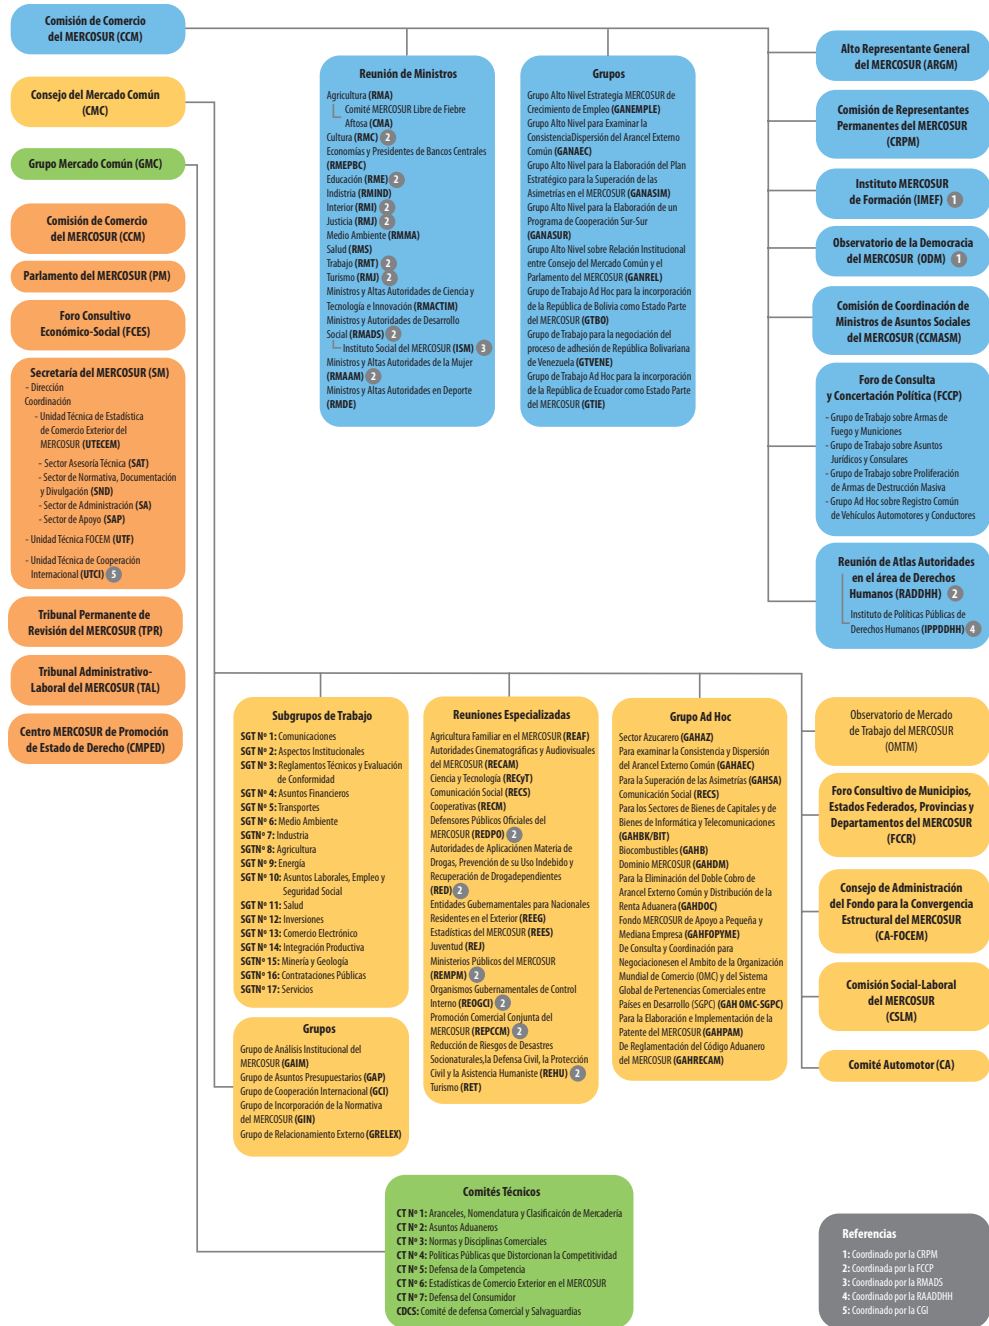 Comisión de Comercio
del MERCOSUR (CCM)
Consejo del Mercado Común
(CMC)
Grupo Mercado Común (GMC)
Comisión de Comercio
del MERCOSUR (CCM)
Parlamento del MERCOSUR (PM)
Foro Consultivo
Económico-Social (FCES)
Secretaría del MERCOSUR (SM)
- Dirección
Coordinación
- Unidad Técnica de Estadística
de Comercio Exterior del
MERCOSUR (UTECEM)
- Sector Asesoría Técnica (SAT)
- Sector de Normativa, Documentación
y Divulgación (SND)
- Sector de Administración (SA)
- Sector de Apoyo (SAP)
- Unidad Técnica FOCEM (UTF)
- Unidad Técnica de Cooperación
Internacional (UTCI) 5
Tribunal Permanente de
Revisión del MERCOSUR (TPR)
Tribunal Administrativo-
Laboral del MERCOSUR (TAL)
Centro MERCOSUR de Promoción
de Estado de Derecho (CMPED)
Reunión de Ministros
Agricultura (RMA)
Comité MERCOSUR Libre de Fiebre
Aftosa (CMA)
Cultura (RMC) 2
Economías y Presidentes de Bancos Centrales
(RMEPBC)
Educación (RME) 2
Indistria (RMIND)
Interior (RMI) 2
Justicia (RMJ) 2
Medio Ambiente (RMMA)
Salud (RMS)
Trabajo (RMT) 2
Turismo (RMJ) 2
Ministros y Altas Autoridades de Ciencia y
Tecnología e Innovación (RMACTIM)
Ministros y Autoridades de Desarrollo
Social (RMADS) 2
Instituto Social del MERCOSUR (ISM) 3
Ministros y Altas Autoridades de la Mujer
(RMAAM) 2
Ministros y Altas Autoridades en Deporte
(RMDE)
Grupos
Grupo Alto Nivel Estrategia MERCOSUR de
Crecimiento de Empleo (GANEMPLE)
Grupo Alto Nivel para Examinar la
ConsistenciaDispersión del Arancel Externo
Común (GANAEC)
Grupo Alto Nivel para la Elaboración del Plan
Estratégico para la Superación de las
Asimetrías en el MERCOSUR (GANASIM)
Grupo Alto Nivel para la Elaboración de un
Programa de Cooperación Sur-Sur
(GANASUR)
Grupo Alto Nivel sobre Relación Institucional
entre Consejo del Mercado Común y el
Parlamento del MERCOSUR (GANREL)
Grupo de Trabajo Ad Hoc para la incorporación
de la República de Bolivia como Estado Parte
del MERCOSUR (GTBO)
Grupo de Trabajo para la negociación del
proceso de adhesión de República Bolivariana
de Venezuela (GTVENE)
Grupo de Trabajo Ad Hoc para la incorporación
de la República de Ecuador como Estado Parte
del MERCOSUR (GTIE)
Alto Representante General
del MERCOSUR (ARGM)
Comisión de Representantes
Permanentes del MERCOSUR
(CRPM)
Instituto MERCOSUR
de Formación (IMEF) 1
Observatorio de la Democracia
del MERCOSUR (ODM) 1
Comisión de Coordinación de
Ministros de Asuntos Sociales
del MERCOSUR (CCMASM)
Foro de Consulta
y Concertación Política (FCCP)
- Grupo de Trabajo sobre Armas de
Fuego y Municiones
- Grupo de Trabajo sobre Asuntos
Jurídicos y Consulares
- Grupo de Trabajo sobre Proliferación
de Armas de Destrucción Masiva
- Grupo Ad Hoc sobre Registro Común
de Vehículos Automotores y Conductores
Reunión de Atlas Autoridades
en el área de Derechos
Humanos (RADDHH) 2
Instituto de Políticas Públicas de
Derechos Humanos (IPPDDHH) 4
Subgrupos de Trabajo
SGT Nº 1: Comunicaciones
SGT Nº 2: Aspectos Institucionales
SGT Nº 3: Reglamentos Técnicos y Evaluación
de Conformidad
SGT Nº 4: Asuntos Financieros
SGT Nº 5: Transportes
SGT Nº 6: Medio Ambiente
SGTNº 7: Industria
SGTNº 8: Agricultura
SGT Nº 9: Energía
SGT Nº 10: Asuntos Laborales, Empleo y
Seguridad Social
SGT Nº 11: Salud
SGT Nº 12: Inversiones
SGT Nº 13: Comercio Electrónico
SGT Nº 14: Integración Productiva
SGTNº 15: Minería y Geología
SGTNº 16: Contrataciones Públicas
SGTNº 17: Servicios
Grupos
Grupo de Análisis Institucional del
MERCOSUR (GAIM)
Grupo de Asuntos Presupuestarios (GAP)
Grupo de Cooperación Internacional (GCI)
Grupo de Incorporación de la Normativa
del MERCOSUR (GIN)
Grupo de Relacionamiento Externo (GRELEX)
Reuniones Especializadas
Agricultura Familiar en el MERCOSUR (REAF)
Autoridades Cinematográficas y Audiovisuales
del MERCOSUR (RECAM)
Ciencia y Tecnología (RECyT)
Comunicación Social (RECS)
Cooperativas (RECM)
Defensores Públicos Oficiales del
MERCOSUR (REDPO) 2
Autoridades de Aplicaciónen Materia de
Drogas, Prevención de su Uso Indebido y
Recuperación de Drogadependientes
(RED) 2
Entidades Gubernamentales para Nacionales
Residentes en el Exterior (REEG)
Estadísticas del MERCOSUR (REES)
Juventud (REJ)
Ministerios Públicos del MERCOSUR
(REMPM) 2
Organismos Gubernamentales de Control
Interno (REOGCI) 2
Promoción Comercial Conjunta del
MERCOSUR (REPCCM) 2
Reducción de Riesgos de Desastres
Socionaturales,la Defensa Civil, la Protección
Civil y la Asistencia Humaniste (REHU) 2
Turismo (RET)
Grupo Ad Hoc
Sector Azucarero (GAHAZ)
Para examinar la Consistencia y Dispersión
del Arancel Externo Común (GAHAEC)
Para la Superación de las Asimetrías (GAHSA)
Comunicación Social (RECS)
Para los Sectores de Bienes de Capitales y de
Bienes de Informática y Telecomunicaciones
(GAHBK/BIT)
Biocombustibles (GAHB)
Dominio MERCOSUR (GAHDM)
Para la Eliminación del Doble Cobro de
Arancel Externo Común y Distribución de la
Renta Aduanera (GAHDOC)
Fondo MERCOSUR de Apoyo a Pequeña y
Mediana Empresa (GAHFOPYME)
De Consulta y Coordinación para
Negociacionesen el Ambito de la Organización
Mundial de Comercio (OMC) y del Sistema
Global de Pertenencias Comerciales entre
Países en Desarrollo (SGPC) (GAH OMC-SGPC)
Para la Elaboración e Implementación de la
Patente del MERCOSUR (GAHPAM)
De Reglamentación del Código Aduanero
del MERCOSUR (GAHRECAM)
Observatorio de Mercado
de Trabajo del MERCOSUR
(OMTM)
Foro Consultivo de Municipios,
Estados Federados, Provincias y
Departamentos del MERCOSUR
(FCCR)
Consejo de Administración
del Fondo para la Convergencia
Estructural del MERCOSUR
(CA-FOCEM)
Comisión Social-Laboral
del MERCOSUR
(CSLM)
Comité Automotor (CA)
Comités Técnicos
CT Nº 1: Aranceles, Nomenclatura y Clasificaicón de Mercadería
CT Nº 2: Asuntos Aduaneros
CT Nº 3: Normas y Disciplinas Comerciales
CT Nº 4: Políticas Públicas que Distorcionan la Competitividad
CT Nº 5: Defensa de la Competencia
CT Nº 6: Estadísticas de Comercio Exterior en el MERCOSUR
CT Nº 7: Defensa del Consumidor
CDCS: Comité de defensa Comercial y Salvaguardias
Referencias
1: Coordinado por la CRPM
2: Coordinada por la FCCP
3: Coordinado por la RMADS
4: Coordinado por la RAADDHH
5: Coordinado por la CGI